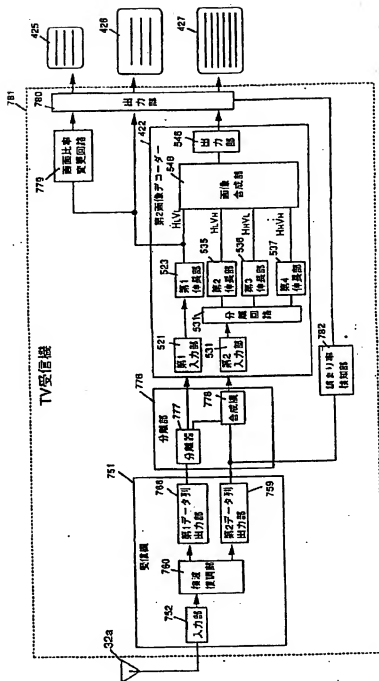 TV受信機
781
780
425
426
427
779
画面比率
変更回路
出力部
422
第2画像デコーダー
546
出力部
548
画像
合成部
HLVL
HLVH
HHVL
HHVH
523
第1
伸長部
535
第2
伸長部
536
第3
伸長部
537
第4
伸長部
521
第1
入力部
531
第2
入力部
531
分離回路
776
分離部
777
分離器
778
合成機
782
誤まり率
検知部
751
受信機
768
第1データ列
出力部
759
第2データ列
出力部
760
検波
復調部
752
入力部
32a